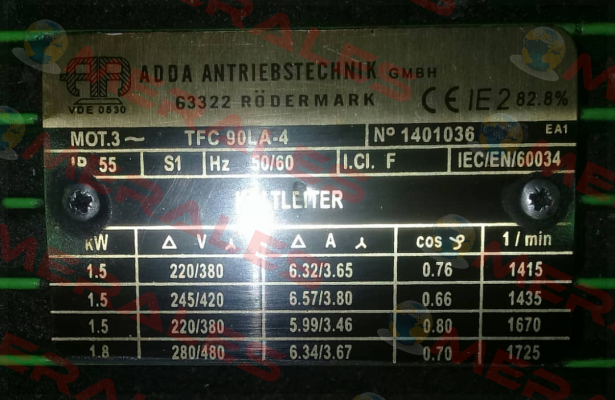 ADDA ANTRIEBSTECHNIK GMBH
VDE 0530
63322 RÖDERMARK CE IE2 82.8%
MOT.3~ TFC 90LA-4 Nº 1401036 EA1
IP 55 S1 Hz 50/60 I.Cl. F IEC/EN/60034
kW Δ V ⅄ Δ A ⅄ cos φ 1/min
1.5 220/380 6.32/3.65 0.76 1415
1.5 245/420 6.57/3.80 0.66 1435
1.5 220/380 5.99/3.46 0.80 1670
1.8 280/480 6.34/3.67 0.70 1725
MERALES